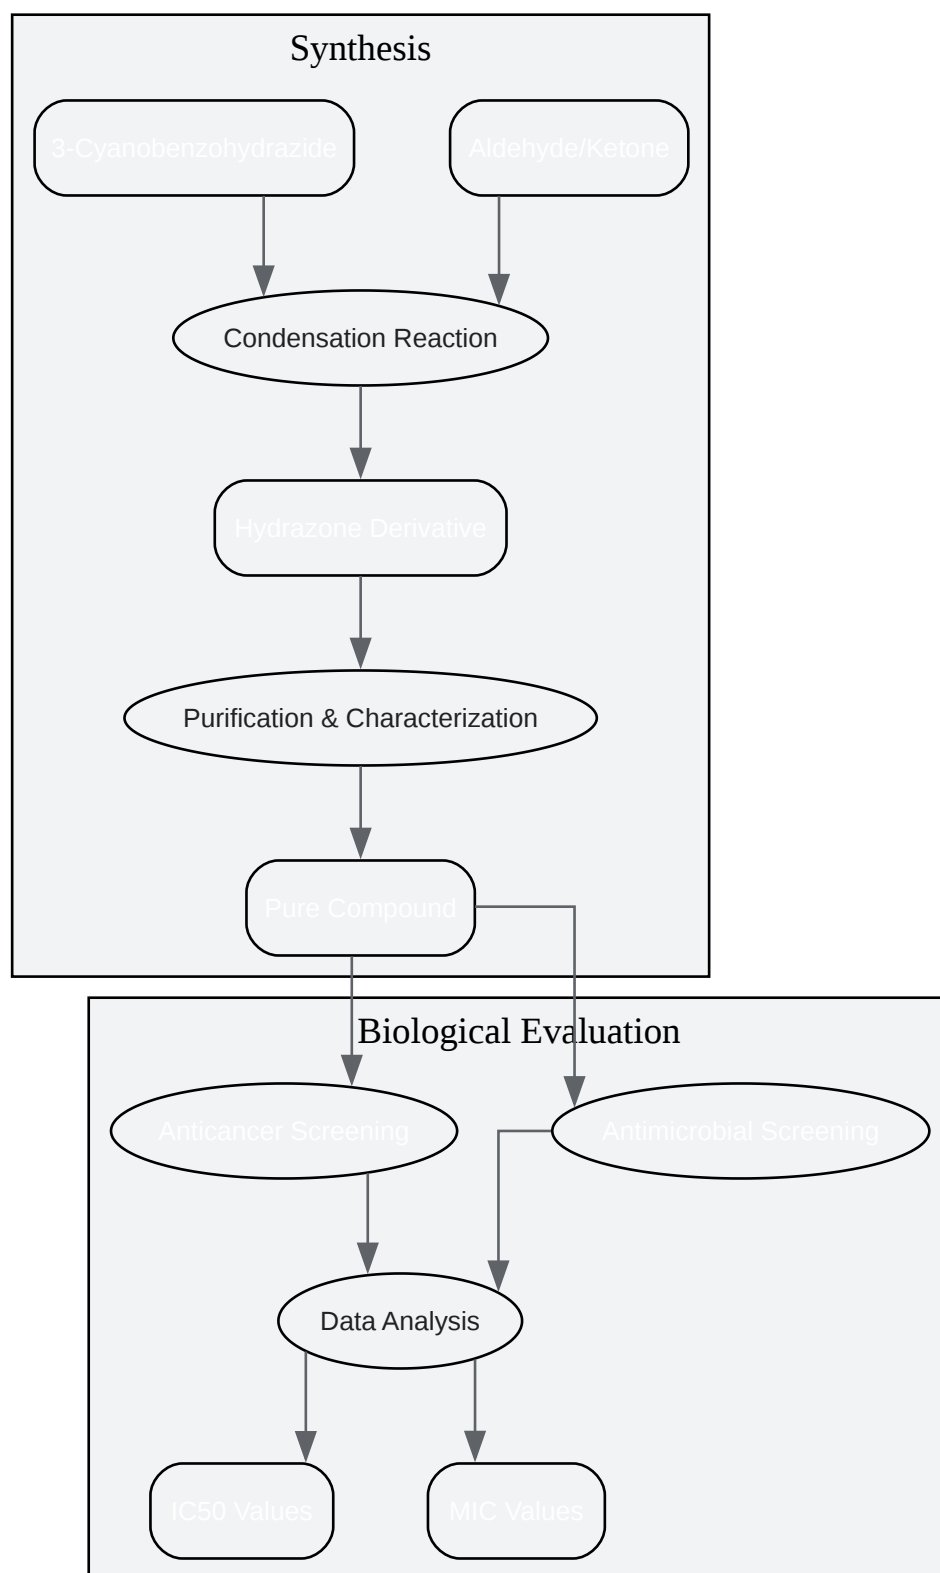 Synthesis
3-Cyanobenzohydrazide
Aldehyde/Ketone
Condensation Reaction
Hydrazone Derivative
Purification & Characterization
Pure Compound
Biological Evaluation
Anticancer Screening
Antimicrobial Screening
Data Analysis
IC50 Values
MIC Values